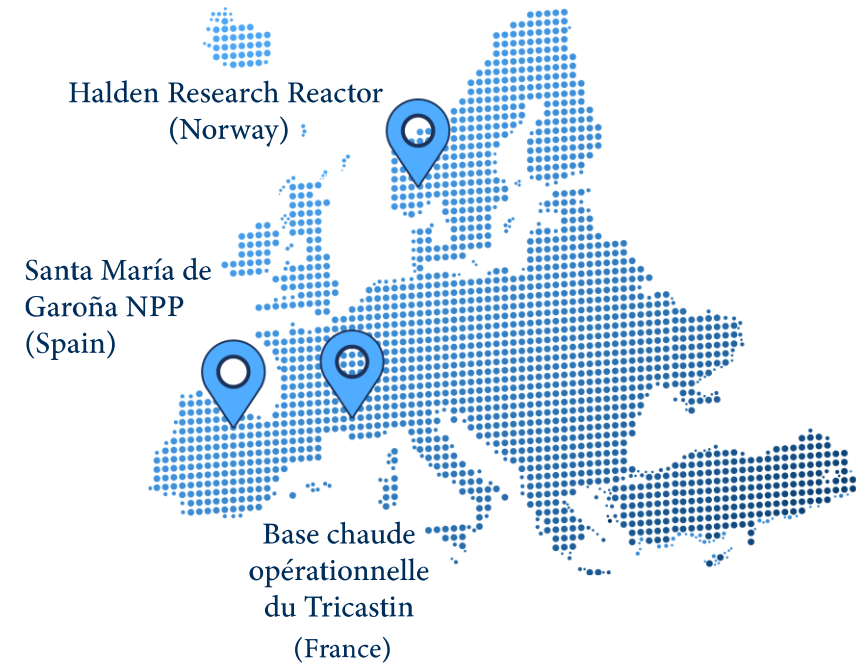 Halden Research Reactor
(Norway)
Santa María de
Garoña NPP
(Spain)
Base chaude
opérationnelle
du Tricastin
(France)